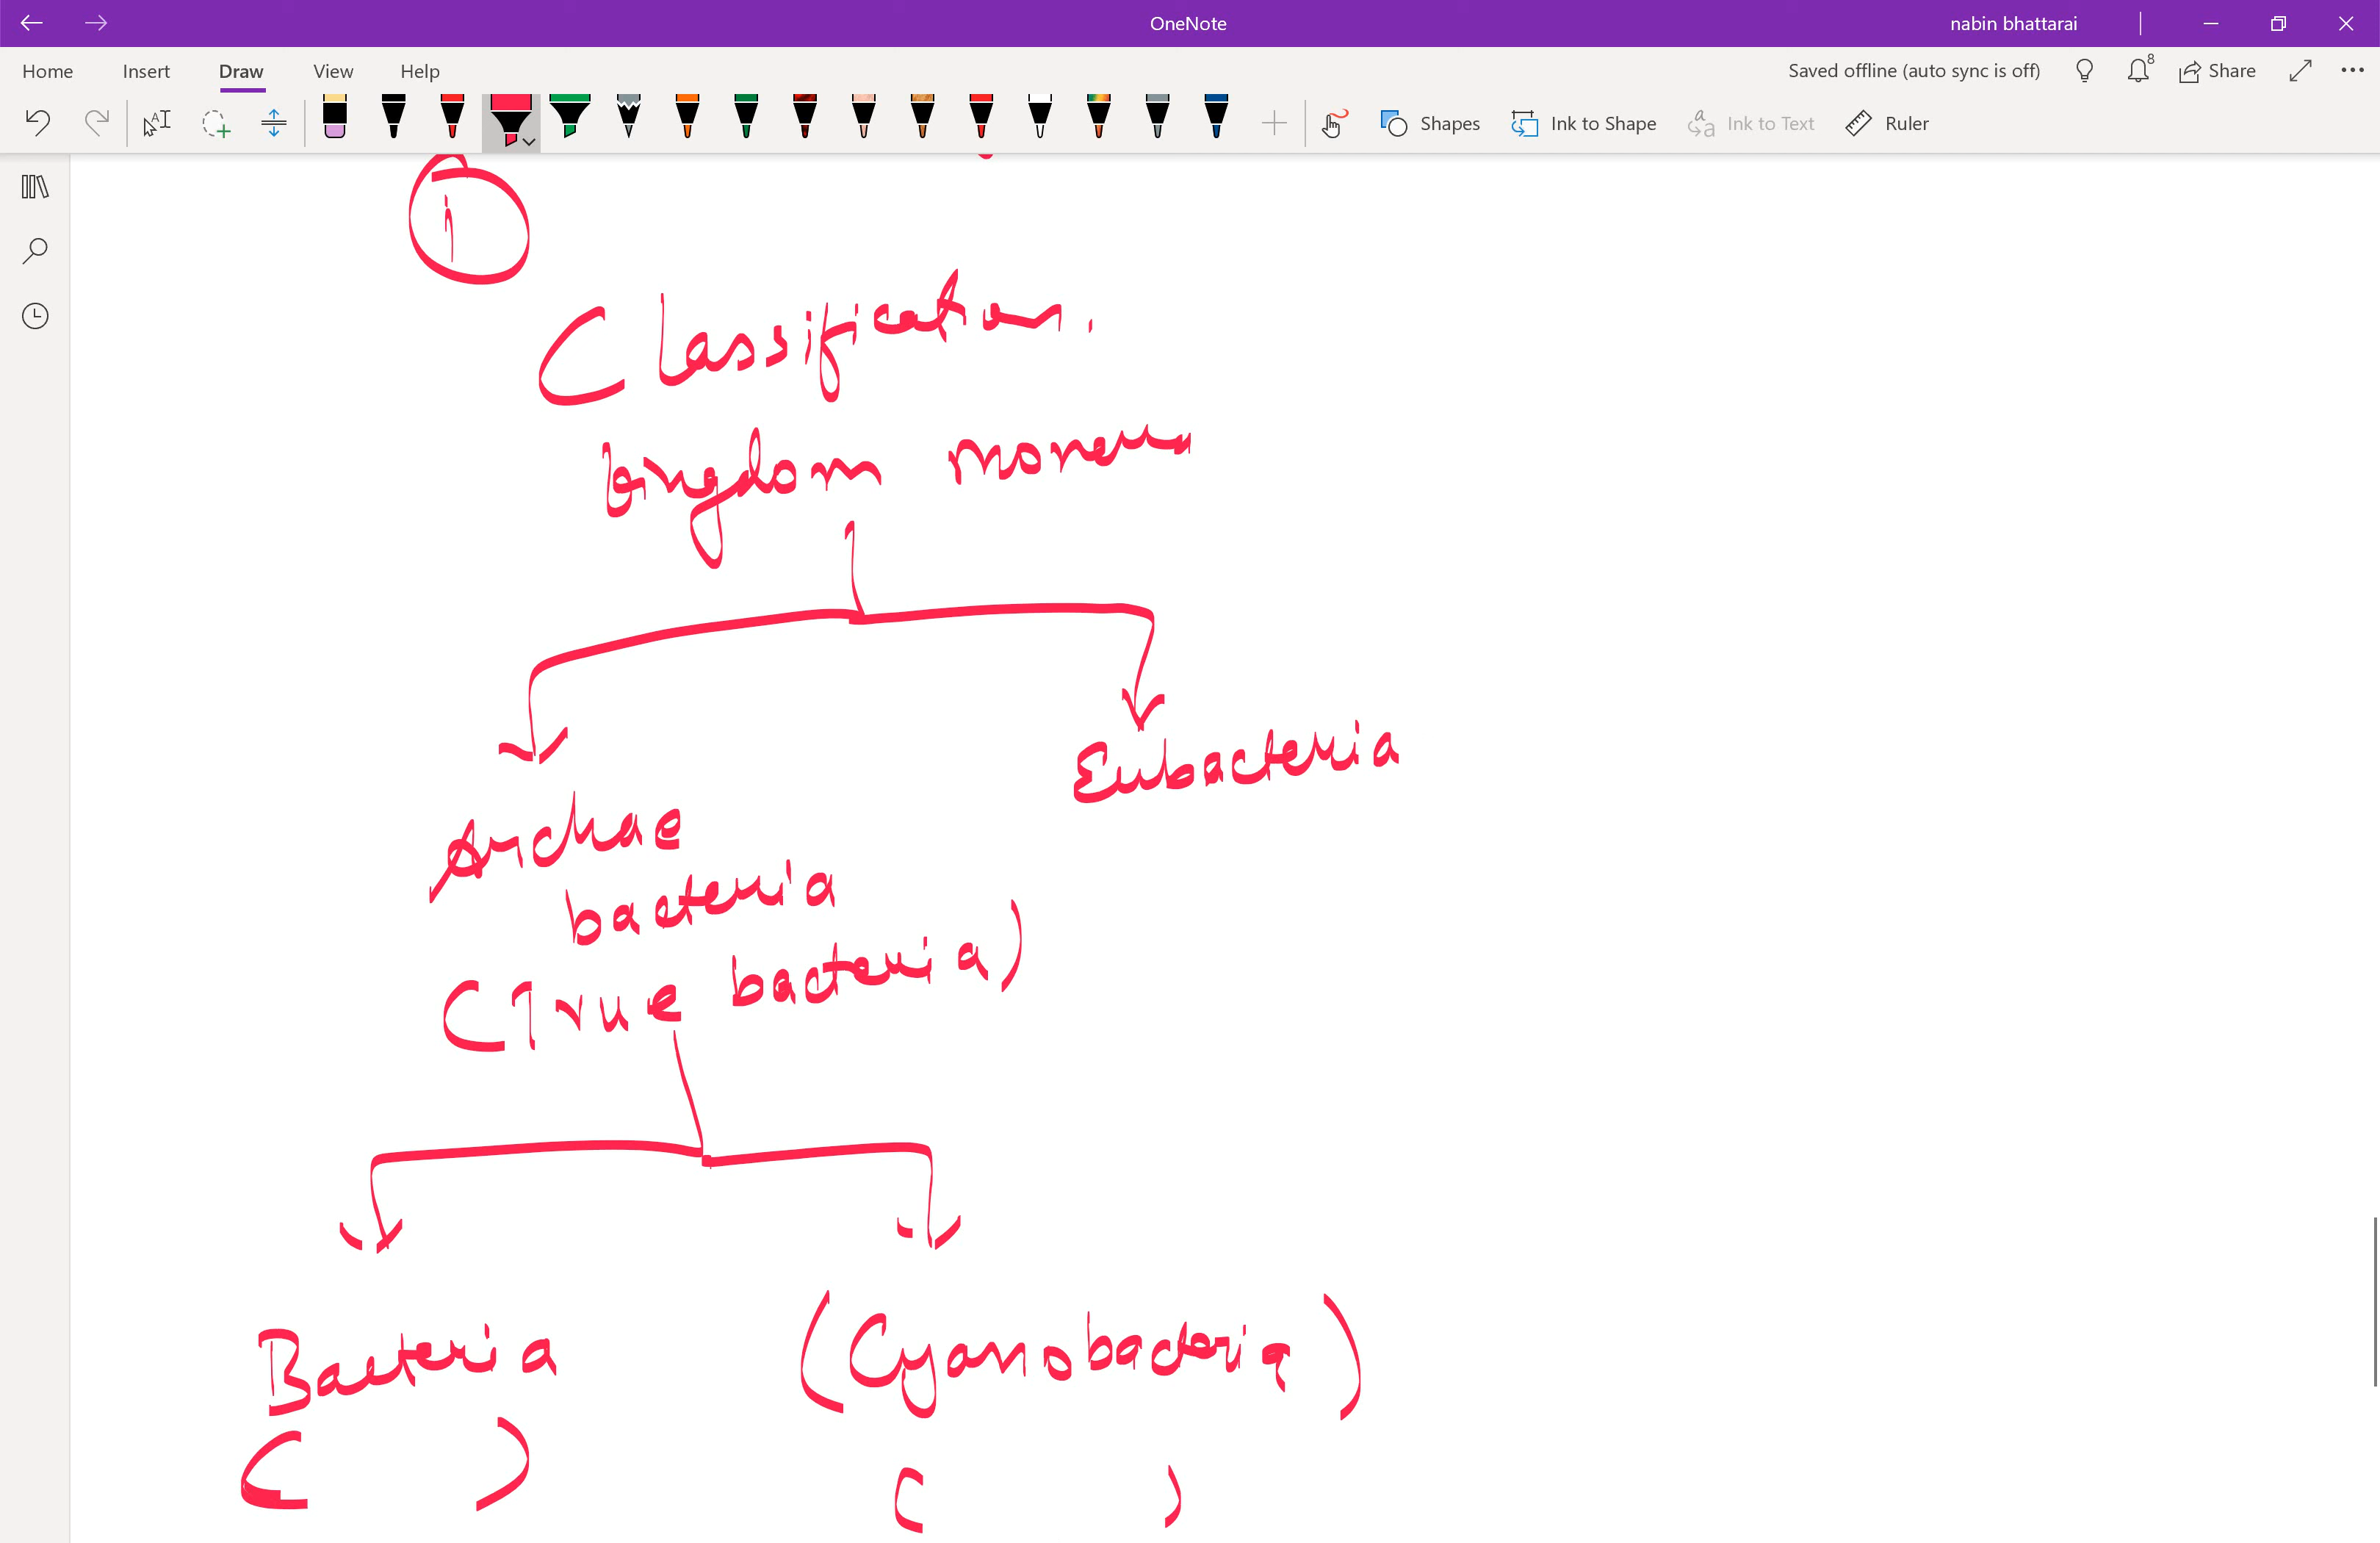 OneNote
nabin bhattarai
Home Insert Draw View Help
Saved offline (auto sync is off)
8
Share
Shapes
Ink to Shape
Ink to Text
Ruler
i
Classification.
kingdom monera
Archae
bacteria
(True bacteria)
Eubacteria
Bacteria
(Cyanobacteria)
( )
( )